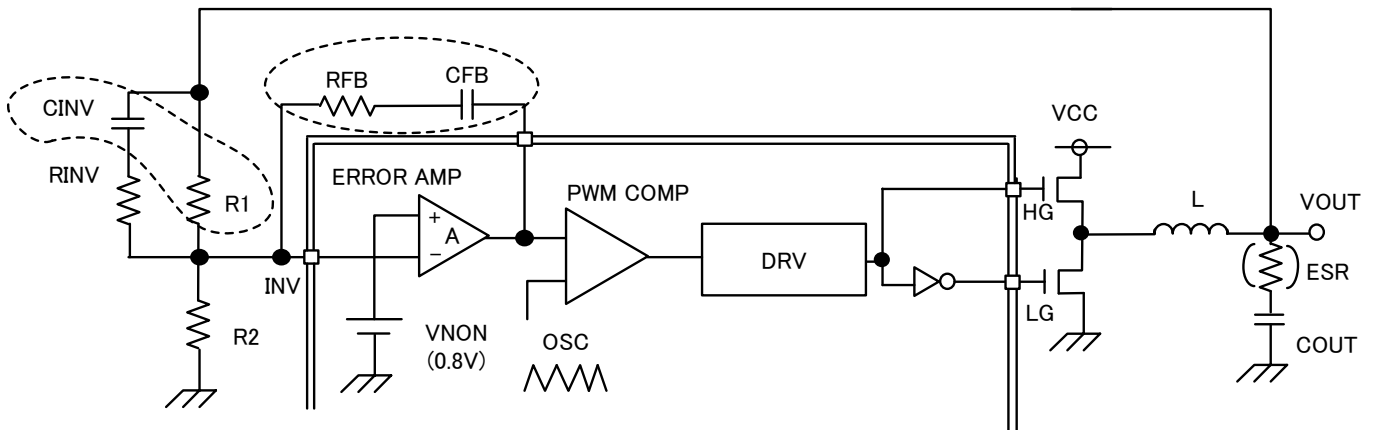 RFB
CFB
CINV
VCC
RINV
ERROR AMP
PWM COMP
R1
HG
L
VOUT
+
A
−
DRV
INV
ESR
LG
R2
VNON
(0.8V)
OSC
COUT